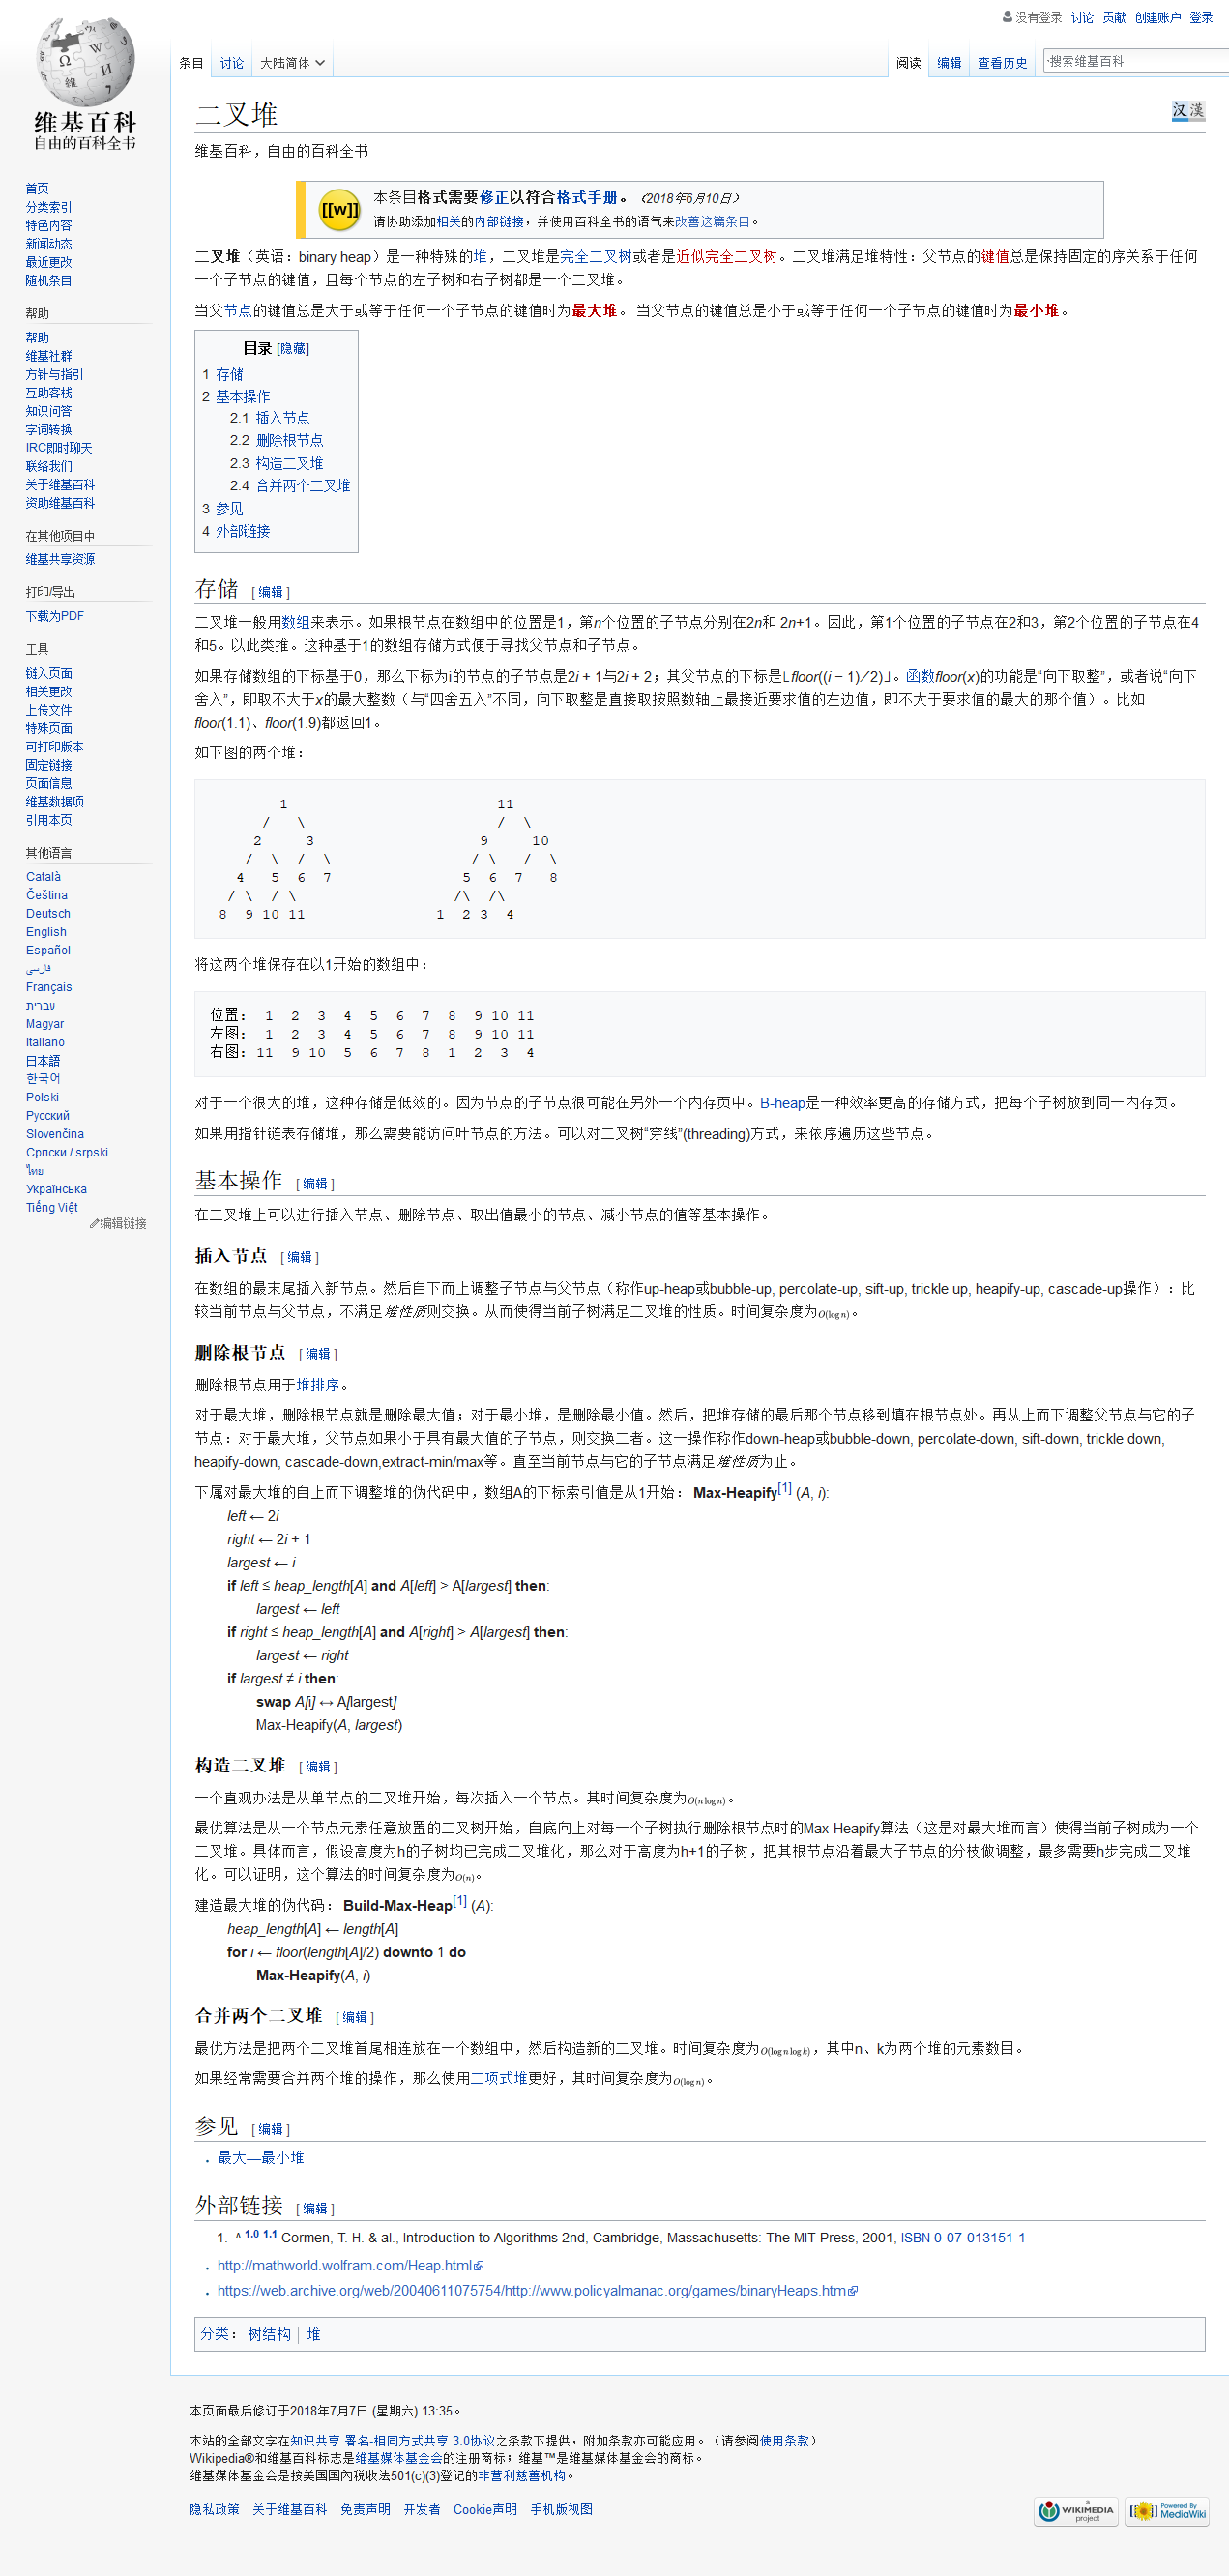 没有登录 讨论 贡献 创建账户 登录
条目 讨论 大陆简体 阅读 编辑 查看历史 搜索维基百科
维基百科
自由的百科全书
首页
分类索引
特色内容
新闻动态
最近更改
随机条目
帮助
帮助
维基社群
方针与指引
互助客栈
知识问答
字词转换
IRC即时聊天
联络我们
关于维基百科
资助维基百科
在其他项目中
维基共享资源
打印/导出
下载为PDF
工具
链入页面
相关更改
上传文件
特殊页面
可打印版本
固定链接
页面信息
维基数据项
引用本页
其他语言
Català
Čeština
Deutsch
English
Español
فارسی
Français
עברית
Magyar
Italiano
日本語
한국어
Polski
Русский
Slovenčina
Српски / srpski
ไทย
Українська
Tiếng Việt
编辑链接
二叉堆 汉 漢
维基百科，自由的百科全书
[[w]] 本条目格式需要修正以符合格式手册。（2018年6月10日）
请协助添加相关的内部链接，并使用百科全书的语气来改善这篇条目。
二叉堆（英语：binary heap）是一种特殊的堆，二叉堆是完全二叉树或者是近似完全二叉树。二叉堆满足堆特性：父节点的键值总是保持固定的序关系于任何
一个子节点的键值，且每个节点的左子树和右子树都是一个二叉堆。
当父节点的键值总是大于或等于任何一个子节点的键值时为最大堆。 当父节点的键值总是小于或等于任何一个子节点的键值时为最小堆。
目录 [隐藏]
1 存储
2 基本操作
2.1 插入节点
2.2 删除根节点
2.3 构造二叉堆
2.4 合并两个二叉堆
3 参见
4 外部链接
存储 [编辑]
二叉堆一般用数组来表示。如果根节点在数组中的位置是1，第n个位置的子节点分别在2n和 2n+1。因此，第1个位置的子节点在2和3，第2个位置的子节点在4
和5。以此类推。这种基于1的数组存储方式便于寻找父节点和子节点。
如果存储数组的下标基于0，那么下标为i的节点的子节点是2i + 1与2i + 2；其父节点的下标是⌊floor((i − 1)∕2)⌋。函数floor(x)的功能是“向下取整”，或者说“向下
舍入”，即取不大于x的最大整数（与“四舍五入”不同，向下取整是直接取按照数轴上最接近要求值的左边值，即不大于要求值的最大的那个值）。比如
floor(1.1)、floor(1.9)都返回1。
如下图的两个堆：
1 11
/ \ / \
2 3 9 10
/ \ / \ / \ / \
4 5 6 7 5 6 7 8
/ \ / \ /\ /\
8 9 10 11 1 2 3 4
将这两个堆保存在以1开始的数组中：
位置： 1 2 3 4 5 6 7 8 9 10 11
左图： 1 2 3 4 5 6 7 8 9 10 11
右图：11 9 10 5 6 7 8 1 2 3 4
对于一个很大的堆，这种存储是低效的。因为节点的子节点很可能在另外一个内存页中。B-heap是一种效率更高的存储方式，把每个子树放到同一内存页。
如果用指针链表存储堆，那么需要能访问叶节点的方法。可以对二叉树“穿线”(threading)方式，来依序遍历这些节点。
基本操作 [编辑]
在二叉堆上可以进行插入节点、删除节点、取出值最小的节点、减小节点的值等基本操作。
插入节点 [编辑]
在数组的最末尾插入新节点。然后自下而上调整子节点与父节点（称作up-heap或bubble-up, percolate-up, sift-up, trickle up, heapify-up, cascade-up操作）：比
较当前节点与父节点，不满足堆性质则交换。从而使得当前子树满足二叉堆的性质。时间复杂度为O(log n)。
删除根节点 [编辑]
删除根节点用于堆排序。
对于最大堆，删除根节点就是删除最大值；对于最小堆，是删除最小值。然后，把堆存储的最后那个节点移到填在根节点处。再从上而下调整父节点与它的子
节点：对于最大堆，父节点如果小于具有最大值的子节点，则交换二者。这一操作称作down-heap或bubble-down, percolate-down, sift-down, trickle down,
heapify-down, cascade-down,extract-min/max等。直至当前节点与它的子节点满足堆性质为止。
下属对最大堆的自上而下调整堆的伪代码中，数组A的下标索引值是从1开始： Max-Heapify[1] (A, i):
left ← 2i
right ← 2i + 1
largest ← i
if left ≤ heap_length[A] and A[left] > A[largest] then:
largest ← left
if right ≤ heap_length[A] and A[right] > A[largest] then:
largest ← right
if largest ≠ i then:
swap A[i] ↔ A[largest]
Max-Heapify(A, largest)
构造二叉堆 [编辑]
一个直观办法是从单节点的二叉堆开始，每次插入一个节点。其时间复杂度为O(n log n)。
最优算法是从一个节点元素任意放置的二叉树开始，自底向上对每一个子树执行删除根节点时的Max-Heapify算法（这是对最大堆而言）使得当前子树成为一个
二叉堆。具体而言，假设高度为h的子树均已完成二叉堆化，那么对于高度为h+1的子树，把其根节点沿着最大子节点的分枝做调整，最多需要h步完成二叉堆
化。可以证明，这个算法的时间复杂度为O(n)。
建造最大堆的伪代码： Build-Max-Heap[1] (A):
heap_length[A] ← length[A]
for i ← floor(length[A]/2) downto 1 do
Max-Heapify(A, i)
合并两个二叉堆 [编辑]
最优方法是把两个二叉堆首尾相连放在一个数组中，然后构造新的二叉堆。时间复杂度为O(log n log k)，其中n、k为两个堆的元素数目。
如果经常需要合并两个堆的操作，那么使用二项式堆更好，其时间复杂度为O(log n)。
参见 [编辑]
最大—最小堆
外部链接 [编辑]
1. ^ 1.0 1.1 Cormen, T. H. & al., Introduction to Algorithms 2nd, Cambridge, Massachusetts: The MIT Press, 2001, ISBN 0-07-013151-1
http://mathworld.wolfram.com/Heap.html
https://web.archive.org/web/20040611075754/http://www.policyalmanac.org/games/binaryHeaps.htm
分类： 树结构 | 堆
本页面最后修订于2018年7月7日 (星期六) 13:35。
本站的全部文字在知识共享 署名-相同方式共享 3.0协议之条款下提供，附加条款亦可能应用。（请参阅使用条款）
Wikipedia®和维基百科标志是维基媒体基金会的注册商标；维基™是维基媒体基金会的商标。
维基媒体基金会是按美国国內稅收法501(c)(3)登记的非营利慈善机构。
隐私政策 关于维基百科 免责声明 开发者 Cookie声明 手机版视图
a WIKIMEDIA project
Powered By MediaWiki